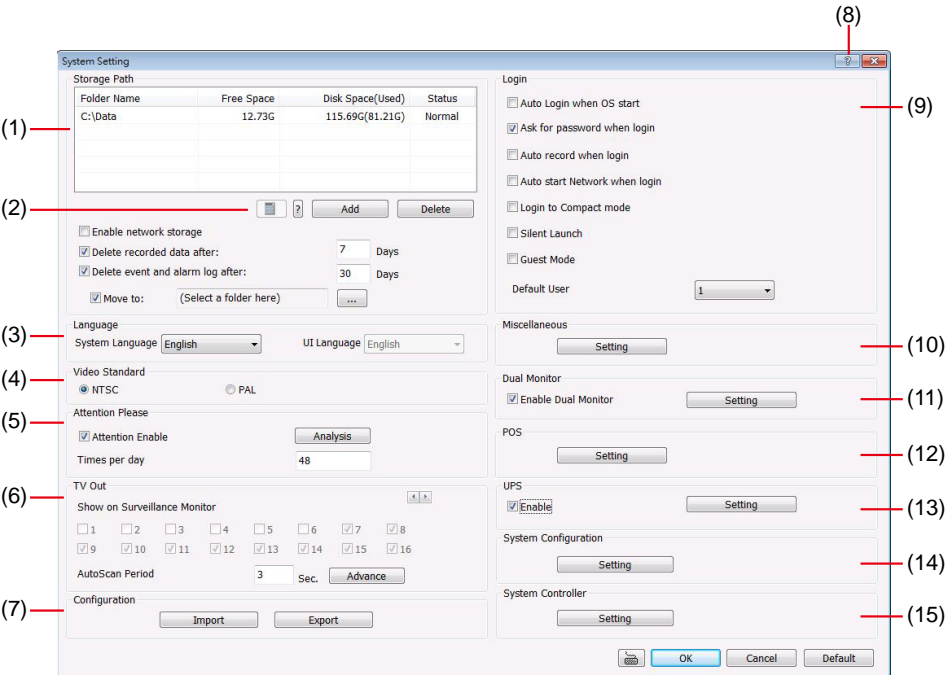 (8)
System Setting ?
Storage Path
Folder Name Free Space Disk Space(Used) Status
C:\Data 12.73G 115.69G(81.21G) Normal
(1)
(2)
? Add Delete
Enable network storage
Delete recorded data after: 7 Days
Delete event and alarm log after: 30 Days
Move to: (Select a folder here) ...
(3)
Language
System Language English UI Language English
(4)
Video Standard
NTSC PAL
(5)
Attention Please
Attention Enable Analysis
Times per day 48
(6)
TV Out
Show on Surveillance Monitor
1 2 3 4 5 6 7 8
9 10 11 12 13 14 15 16
AutoScan Period 3 Sec. Advance
(7)
Configuration
Import Export
Login
(9)
Auto Login when OS start
Ask for password when login
Auto record when login
Auto start Network when login
Login to Compact mode
Silent Launch
Guest Mode
Default User 1
Miscellaneous
Setting
(10)
Dual Monitor
Enable Dual Monitor Setting
(11)
POS
Setting
(12)
UPS
Enable Setting
(13)
System Configuration
Setting
(14)
System Controller
Setting
(15)
OK Cancel Default